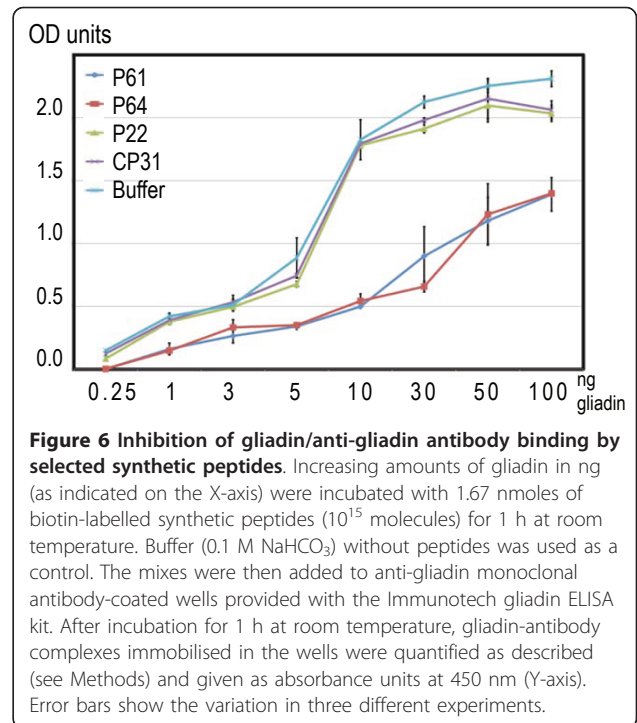 OD units
P61
P64
P22
CP31
Buffer
2.0
1.5
1.0
0.5
0.0
0.25 1 3 5 10 30 50 100 ng gliadin
Figure 6 Inhibition of gliadin/anti-gliadin antibody binding by
selected synthetic peptides. Increasing amounts of gliadin in ng
(as indicated on the X-axis) were incubated with 1.67 nmoles of
biotin-labelled synthetic peptides (10¹⁵ molecules) for 1 h at room
temperature. Buffer (0.1 M NaHCO₃) without peptides was used as a
control. The mixes were then added to anti-gliadin monoclonal
antibody-coated wells provided with the Immunotech gliadin ELISA
kit. After incubation for 1 h at room temperature, gliadin-antibody
complexes immobilised in the wells were quantified as described
(see Methods) and given as absorbance units at 450 nm (Y-axis).
Error bars show the variation in three different experiments.